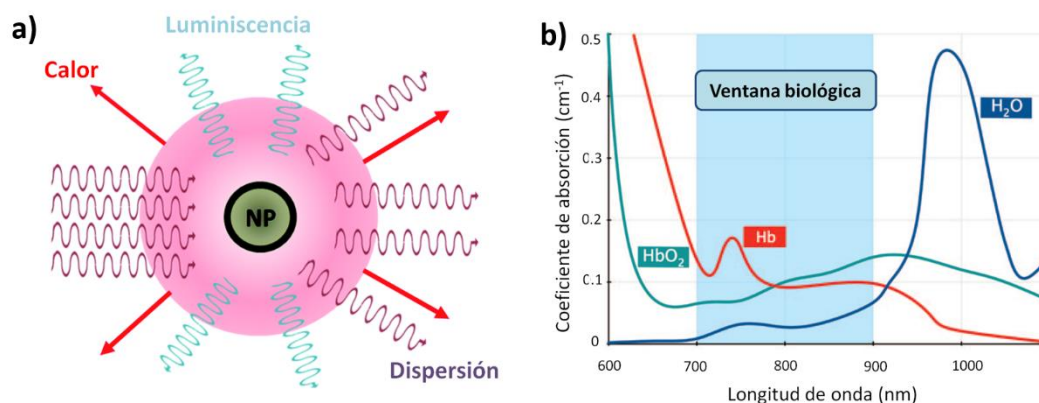 a)
Luminiscencia
Calor
NP
Dispersión
b)
Coeficiente de absorción (cm⁻¹)
0.5
0.4
0.3
0.2
0.1
0
Ventana biológica
H₂O
Hb
HbO₂
600
700
800
900
1000
Longitud de onda (nm)